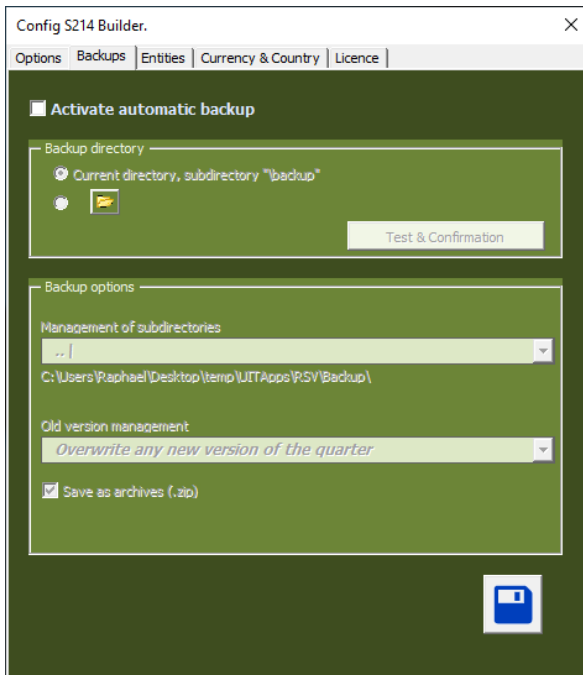 Config S214 Builder.
Options Backups Entities Currency & Country Licence
Activate automatic backup
Backup directory
Current directory, subdirectory "\backup"
Test & Confirmation
Backup options
Management of subdirectories
.. |
C:\Users\Raphael\Desktop\temp\UITApps\RSV\Backup\
Old version management
Overwrite any new version of the quarter
Save as archives (.zip)